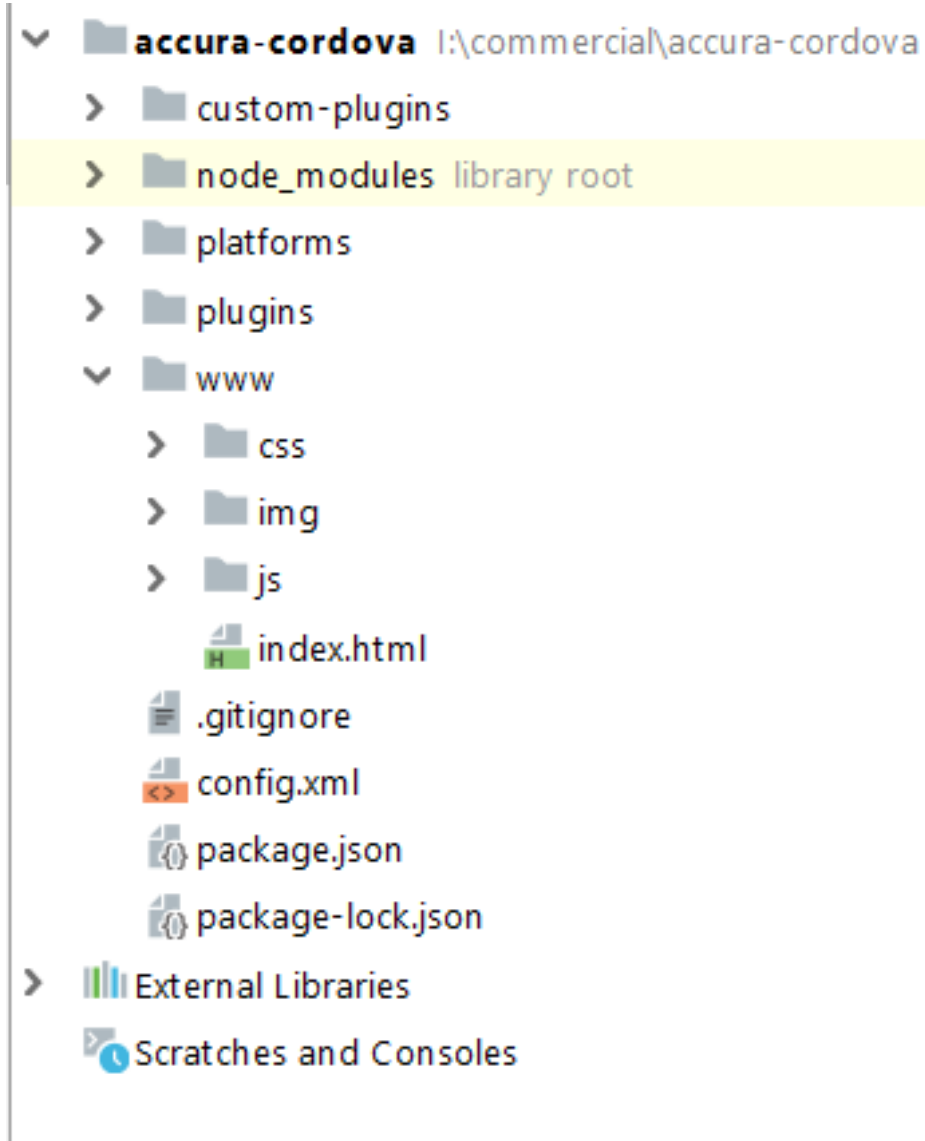 accura-cordova I:\commercial\accura-cordova
custom-plugins
node_modules library root
platforms
plugins
www
css
img
js
index.html
.gitignore
config.xml
package.json
package-lock.json
External Libraries
Scratches and Consoles